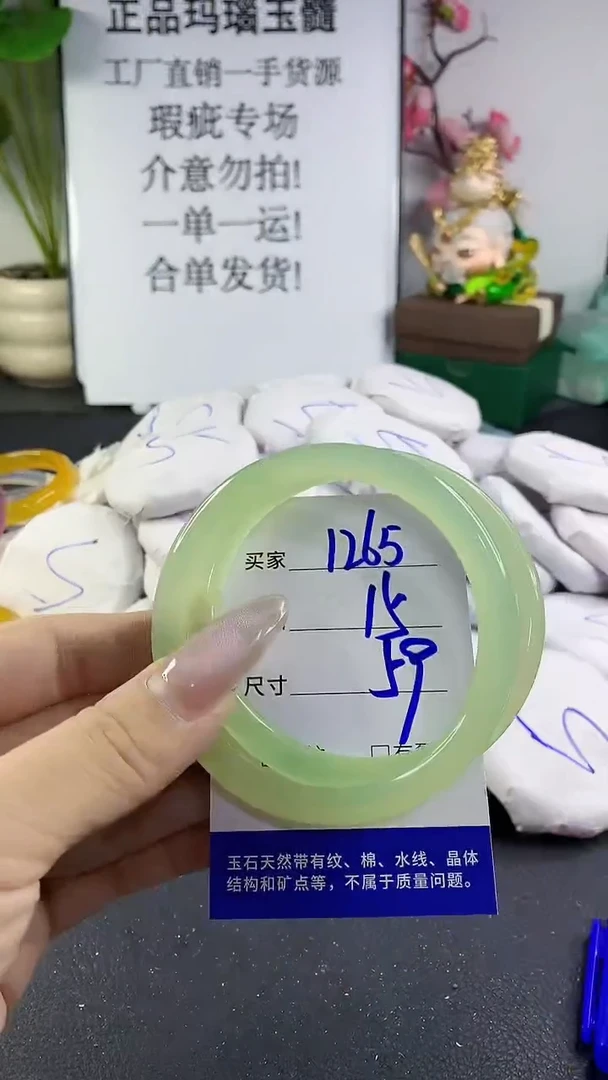 正品玛瑙玉髓
工厂直销一手货源
瑕疵专场
介意勿拍!
一单一运!
合单发货!
买家 1265
15
尺寸 59
玉石天然带有纹、棉、水线、晶体
结构和矿点等，不属于质量问题。